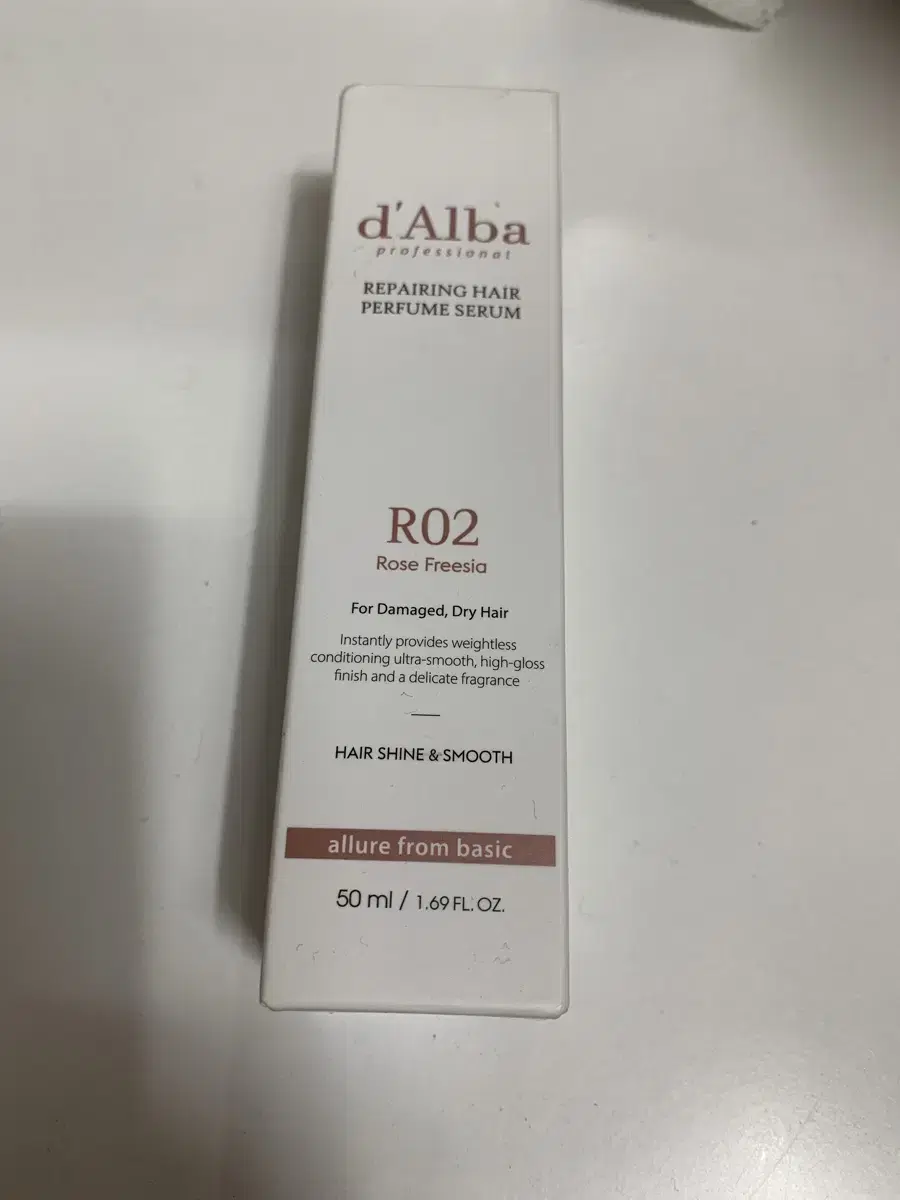 d'Alba
professional
REPAIRING HAIR
PERFUME SERUM
R02
Rose Freesia
For Damaged, Dry Hair
Instantly provides weightless
conditioning ultra-smooth, high-gloss
finish and a delicate fragrance
HAIR SHINE & SMOOTH
allure from basic
50 ml / 1.69 FL. OZ.